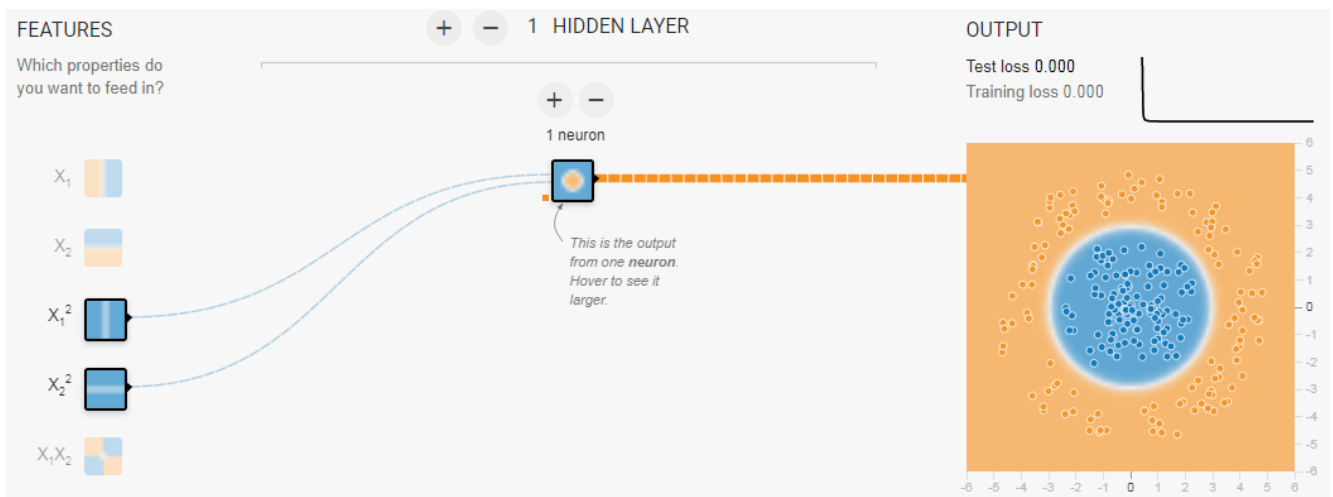 FEATURES
Which properties do
you want to feed in?
+ − 1 HIDDEN LAYER
+ −
1 neuron
OUTPUT
Test loss 0.000
Training loss 0.000
X₁
X₂
X₁²
X₂²
X₁X₂
This is the output
from one neuron.
Hover to see it
larger.
6
5
4
3
2
1
0
-1
-2
-3
-4
-5
-6
-6 -5 -4 -3 -2 -1 0 1 2 3 4 5 6